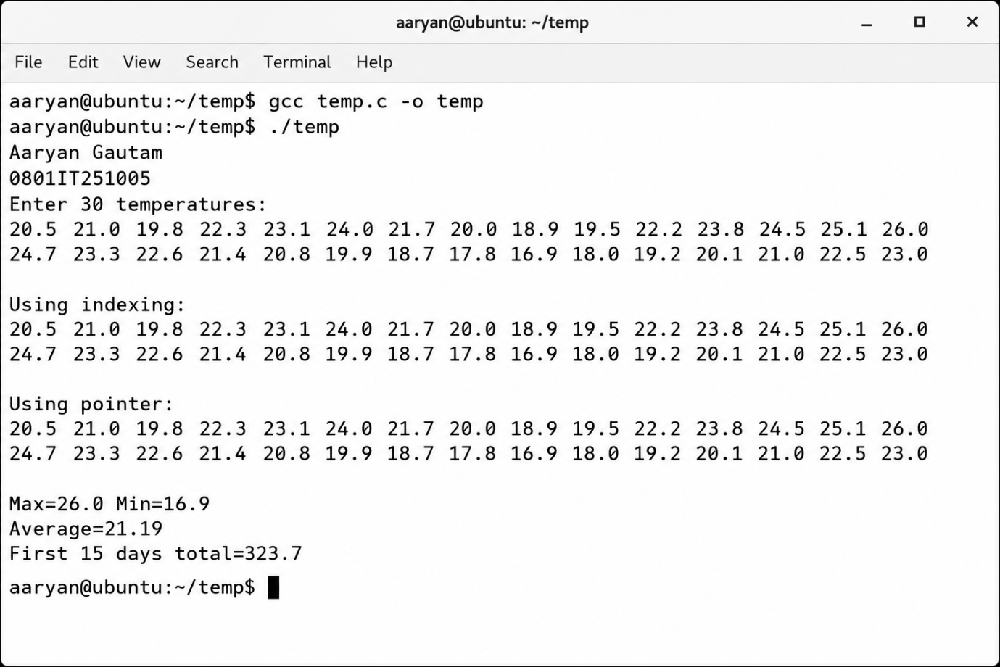 aaryan@ubuntu: ~/temp
File Edit View Search Terminal Help
aaryan@ubuntu:~/temp$ gcc temp.c -o temp
aaryan@ubuntu:~/temp$ ./temp
Aaryan Gautam
0801IT251005
Enter 30 temperatures:
20.5 21.0 19.8 22.3 23.1 24.0 21.7 20.0 18.9 19.5 22.2 23.8 24.5 25.1 26.0
24.7 23.3 22.6 21.4 20.8 19.9 18.7 17.8 16.9 18.0 19.2 20.1 21.0 22.5 23.0
Using indexing:
20.5 21.0 19.8 22.3 23.1 24.0 21.7 20.0 18.9 19.5 22.2 23.8 24.5 25.1 26.0
24.7 23.3 22.6 21.4 20.8 19.9 18.7 17.8 16.9 18.0 19.2 20.1 21.0 22.5 23.0
Using pointer:
20.5 21.0 19.8 22.3 23.1 24.0 21.7 20.0 18.9 19.5 22.2 23.8 24.5 25.1 26.0
24.7 23.3 22.6 21.4 20.8 19.9 18.7 17.8 16.9 18.0 19.2 20.1 21.0 22.5 23.0
Max=26.0 Min=16.9
Average=21.19
First 15 days total=323.7
aaryan@ubuntu:~/temp$